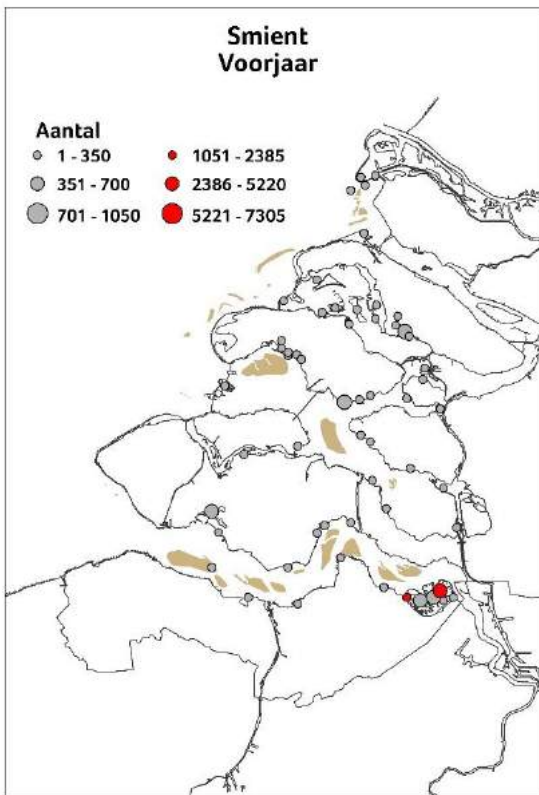 Smient
Voorjaar
Aantal
1 - 350 1051 - 2385
351 - 700 2386 - 5220
701 - 1050 5221 - 7305